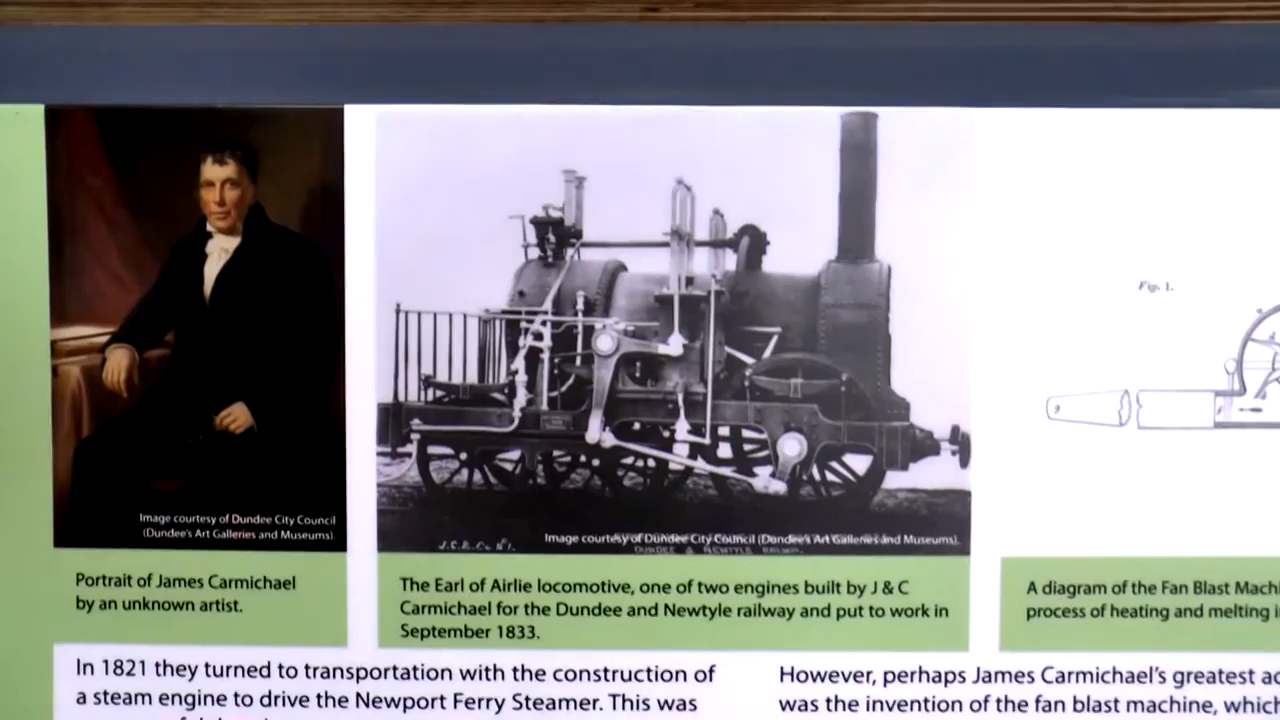 Image courtesy of Dundee City Council
(Dundee's Art Galleries and Museums).
Portrait of James Carmichael
by an unknown artist.
J.C.E.Co Nº1.
Image courtesy of Dundee City Council (Dundee's Art Galleries and Museums).
DUNDEE & NEWTYLE RAILWAY.
The Earl of Airlie locomotive, one of two engines built by J & C
Carmichael for the Dundee and Newtyle railway and put to work in
September 1833.
Fig. 1.
A diagram of the Fan Blast Machi
process of heating and melting i
In 1821 they turned to transportation with the construction of
a steam engine to drive the Newport Ferry Steamer. This was
However, perhaps James Carmichael's greatest ac
was the invention of the fan blast machine, which